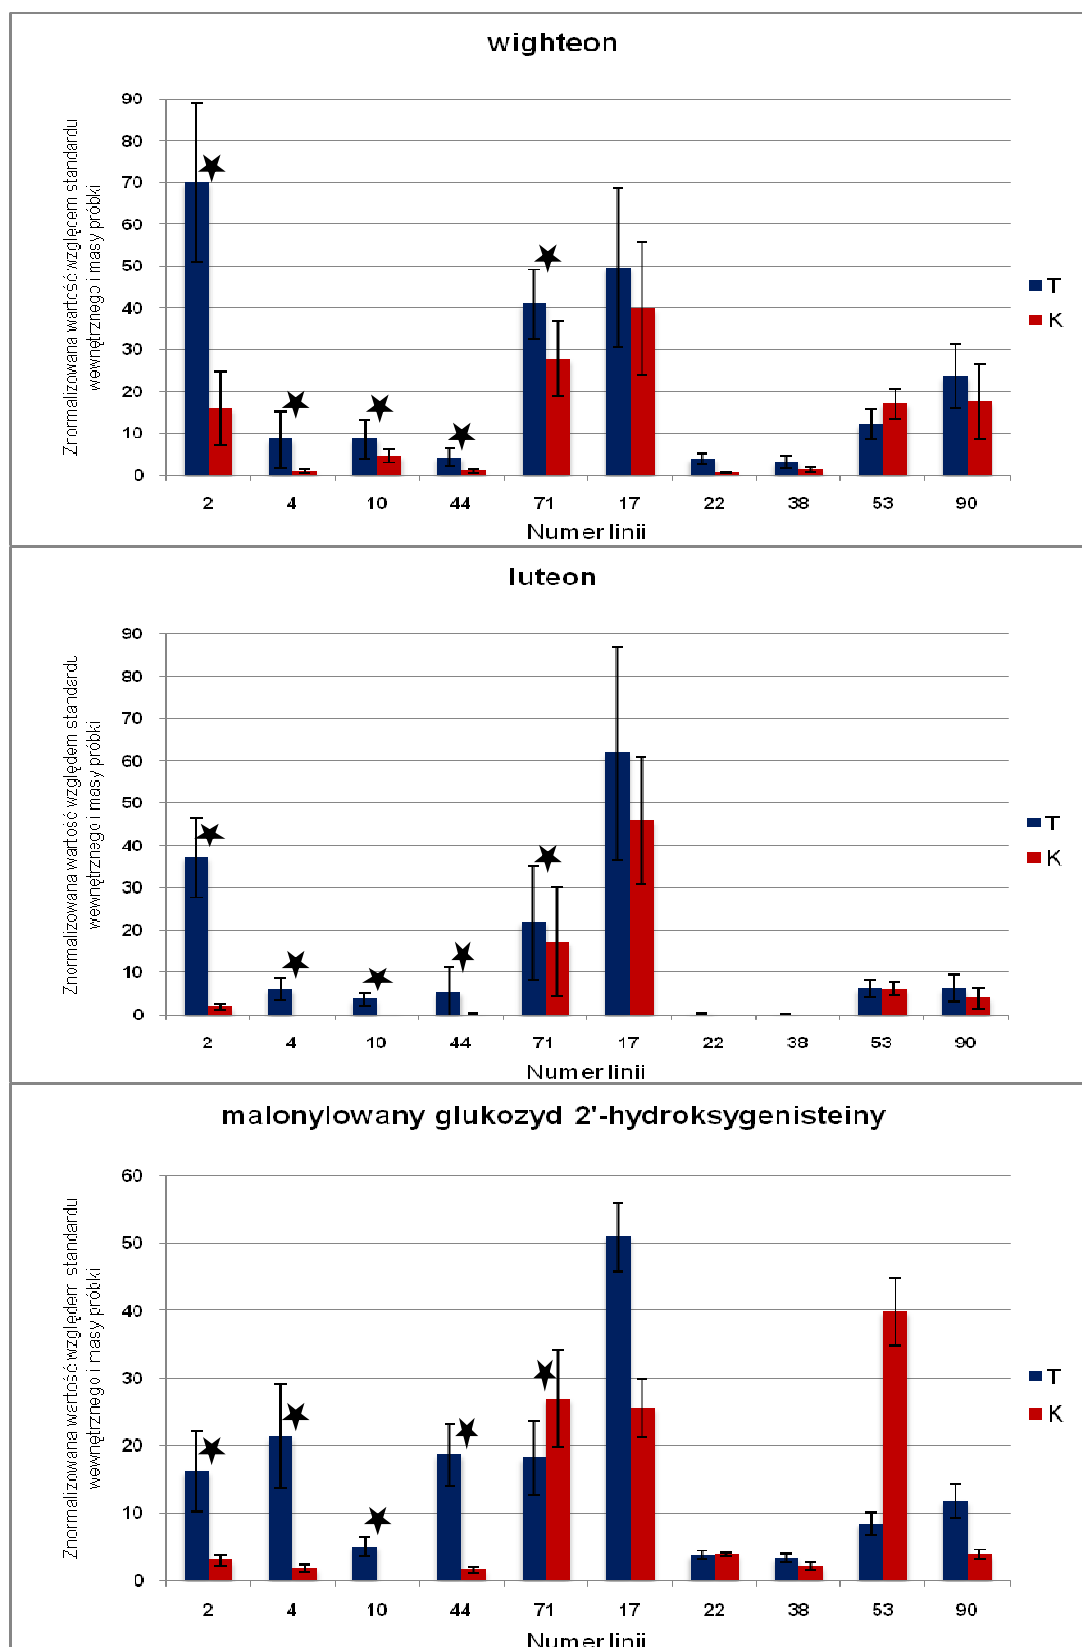 wighteon
Znormalizowana wartość względem standardu
wewnętrznego i masy próbki
90
80
70
60
50
40
30
20
10
0
2 4 10 44 71 17 22 38 53 90
Numer linii
T
K
luteon
Znormalizowana wartość względem standardu
wewnętrznego i masy próbki
90
80
70
60
50
40
30
20
10
0
2 4 10 44 71 17 22 38 53 90
Numer linii
T
K
malonylowany glukozyd 2'-hydroksygenisteiny
Znormalizowana wartość względem standardu
wewnętrznego i masy próbki
60
50
40
30
20
10
0
2 4 10 44 71 17 22 38 53 90
Numer linii
T
K